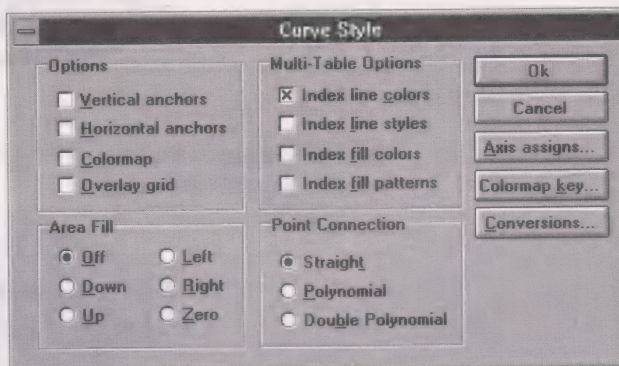 Curve Style
Options
Vertical anchors
Horizontal anchors
Colormap
Overlay grid
Multi-Table Options
Index line colors
Index line styles
Index fill colors
Index fill patterns
Ok
Cancel
Axis assigns...
Colormap key...
Conversions...
Area Fill
Off
Left
Down
Right
Up
Zero
Point Connection
Straight
Polynomial
Double Polynomial